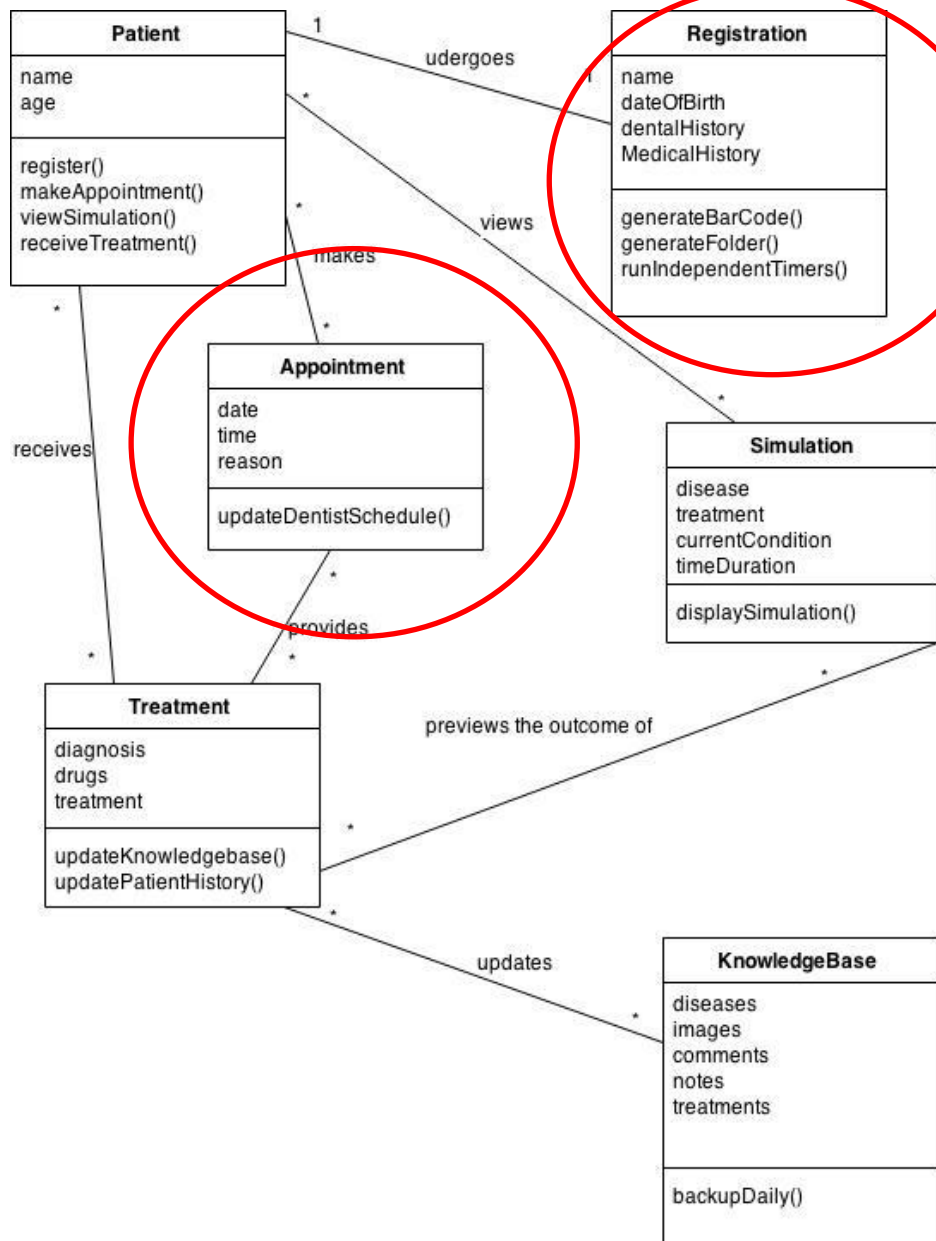 Patient
name
age
register()
makeAppointment()
viewSimulation()
receiveTreatment()
1
udergoes
1
Registration
name
dateOfBirth
dentalHistory
MedicalHistory
generateBarCode()
generateFolder()
runIndependentTimers()
*
views
*
*
makes
*
Appointment
date
time
reason
updateDentistSchedule()
*
receives
*
*
provides
*
Simulation
disease
treatment
currentCondition
timeDuration
displaySimulation()
*
previews the outcome of
*
Treatment
diagnosis
drugs
treatment
updateKnowledgebase()
updatePatientHistory()
*
updates
*
KnowledgeBase
diseases
images
comments
notes
treatments
backupDaily()